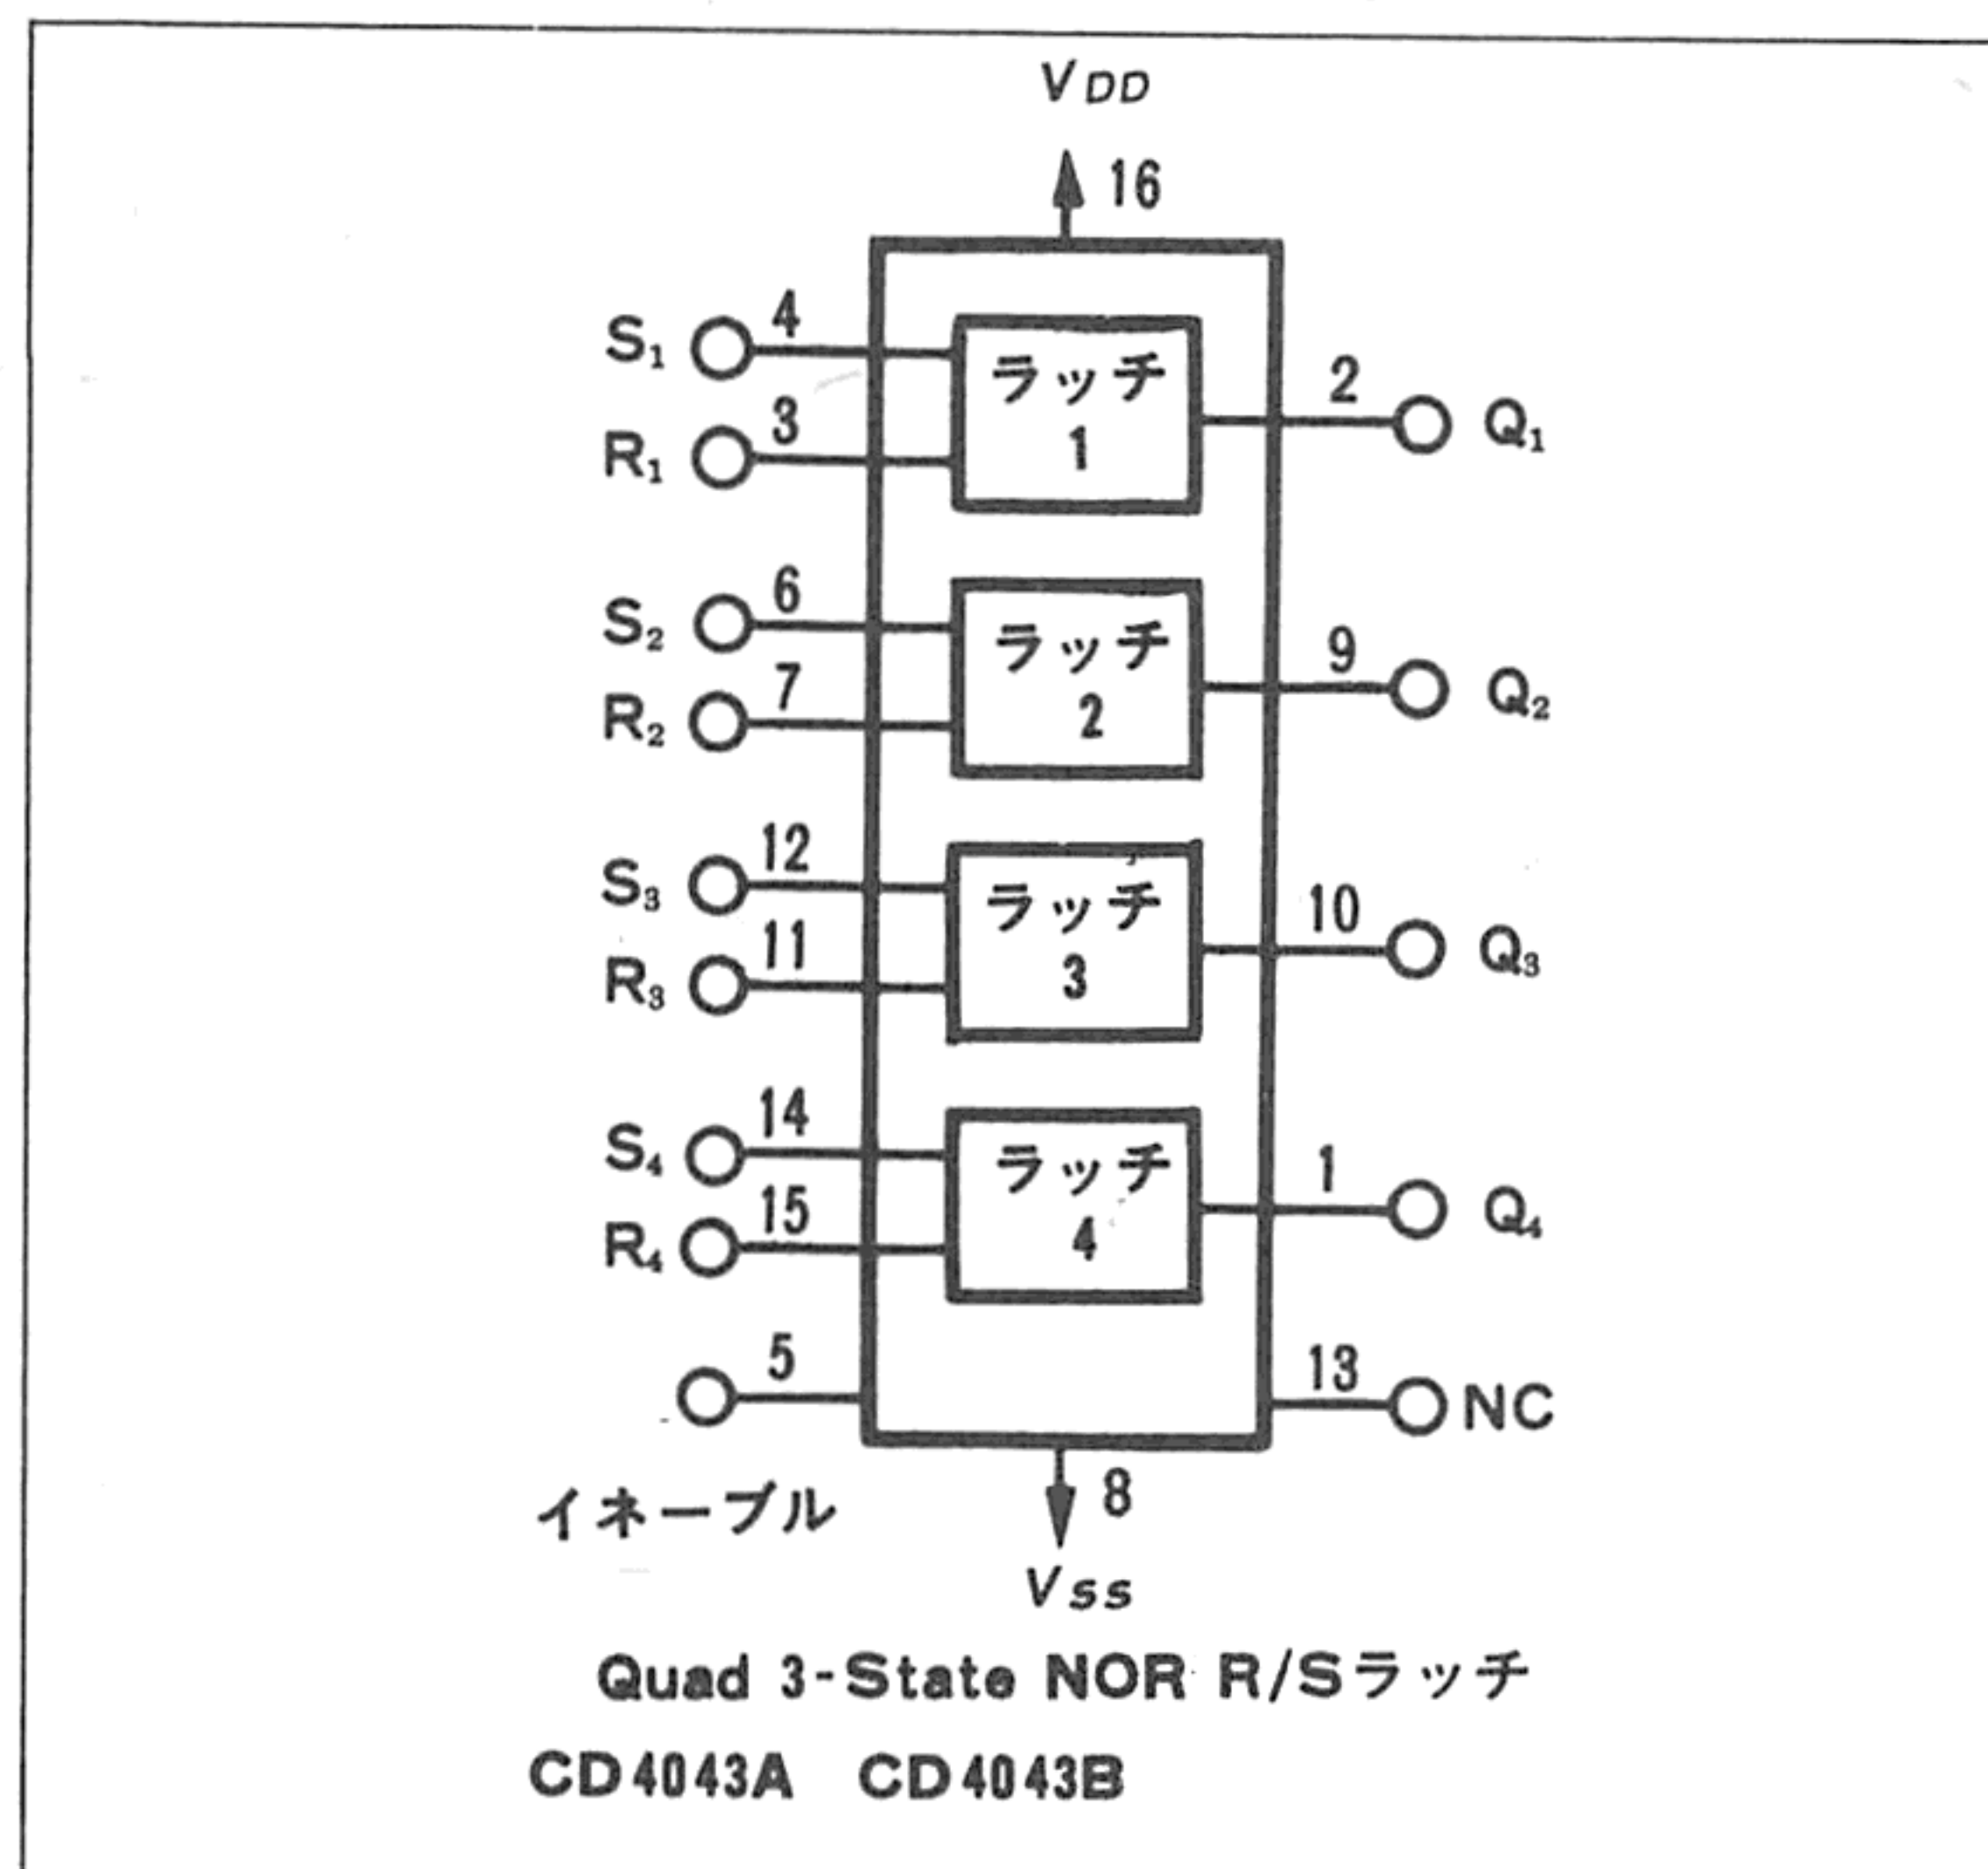 VDD
16
S1 4
R1 3
ラッチ
1
2 Q1
S2 6
R2 7
ラッチ
2
9 Q2
S3 12
R3 11
ラッチ
3
10 Q3
S4 14
R4 15
ラッチ
4
1 Q4
5
イネーブル
13 NC
8
VSS
Quad 3-State NOR R/Sラッチ
CD4043A CD4043B